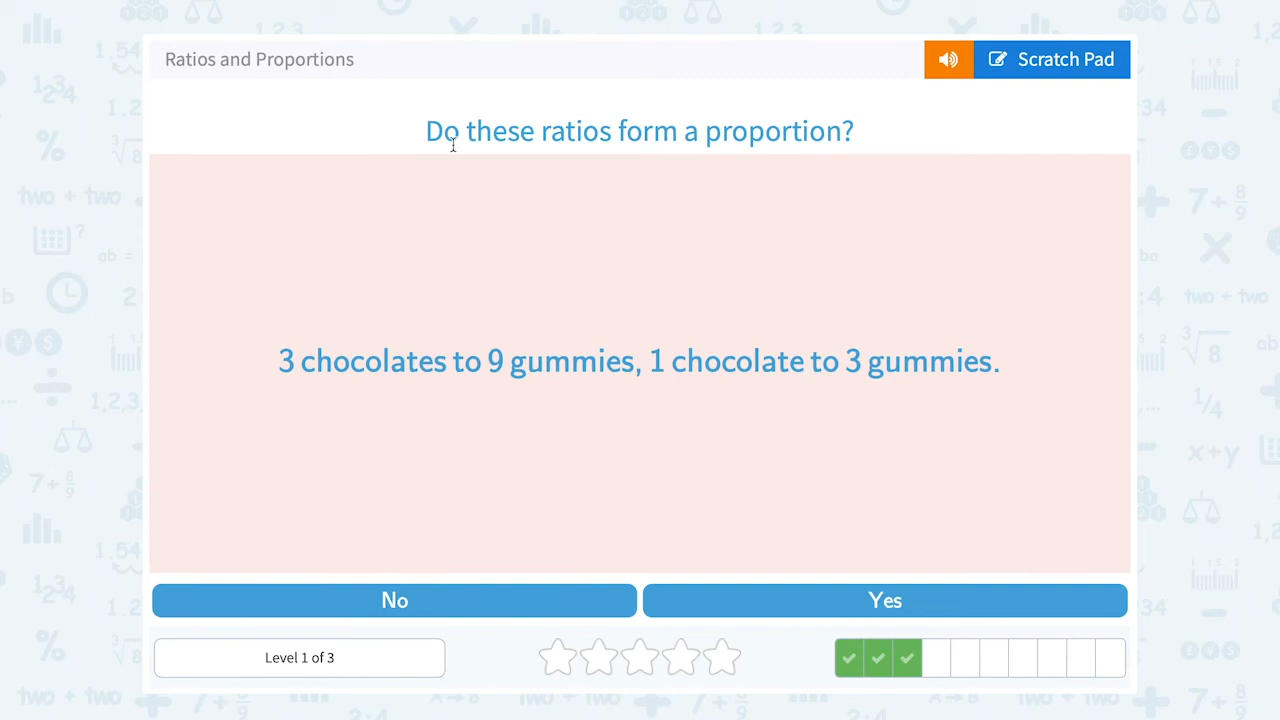 Ratios and Proportions
Scratch Pad
Do these ratios form a proportion?
3 chocolates to 9 gummies, 1 chocolate to 3 gummies.
No
Yes
Level 1 of 3